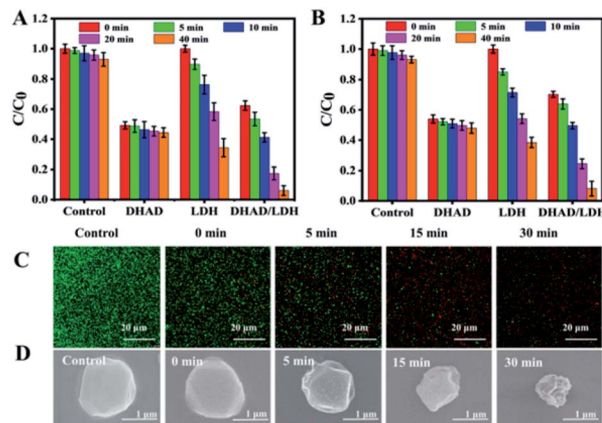 A
0 min 5 min 10 min
20 min 40 min
C/C0
1.2
1.0
0.8
0.6
0.4
0.2
0.0
Control DHAD LDH DHAD/LDH
B
0 min 5 min 10 min
20 min 40 min
C/C0
1.2
1.0
0.8
0.6
0.4
0.2
0.0
Control DHAD LDH DHAD/LDH
Control 0 min 5 min 15 min 30 min
C
20 μm 20 μm 20 μm 20 μm 20 μm
D
Control 0 min 5 min 15 min 30 min
1 μm 1 μm 1 μm 1 μm 1 μm